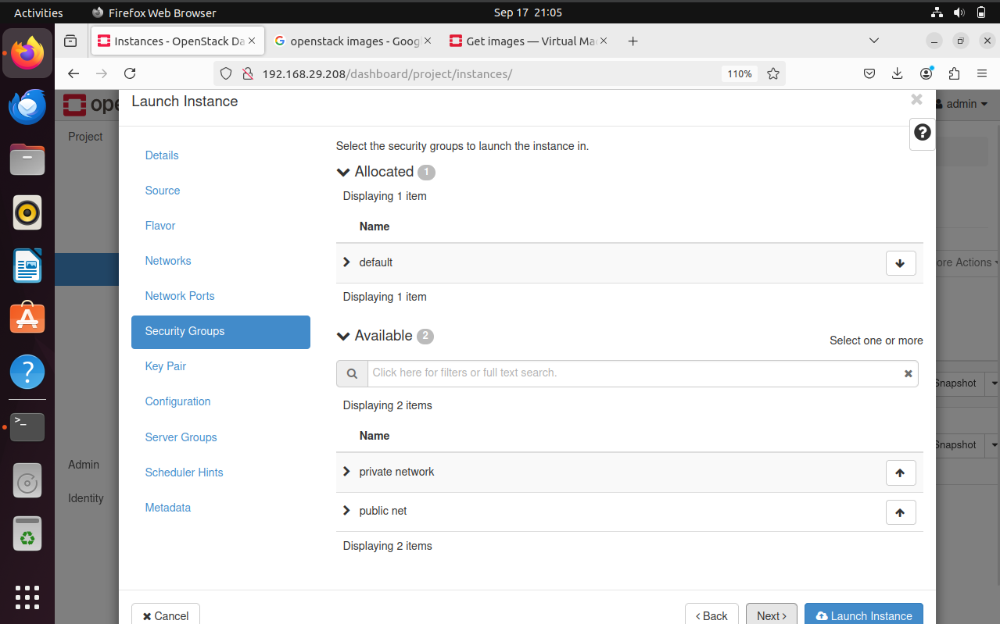 Activities
Firefox Web Browser
Sep 17 21:05
Instances - OpenStack Da
openstack images - Goog
Get images — Virtual Mac
192.168.29.208/dashboard/project/instances/
110%
Launch Instance
admin
Project
Details
Source
Flavor
Networks
Network Ports
Security Groups
Key Pair
Configuration
Server Groups
Scheduler Hints
Metadata
Admin
Identity
Select the security groups to launch the instance in.
Allocated 1
Displaying 1 item
Name
default
Displaying 1 item
Available 2
Select one or more
Click here for filters or full text search.
Displaying 2 items
Name
private network
public net
Displaying 2 items
ore Actions
Snapshot
Snapshot
Cancel
Back
Next
Launch Instance